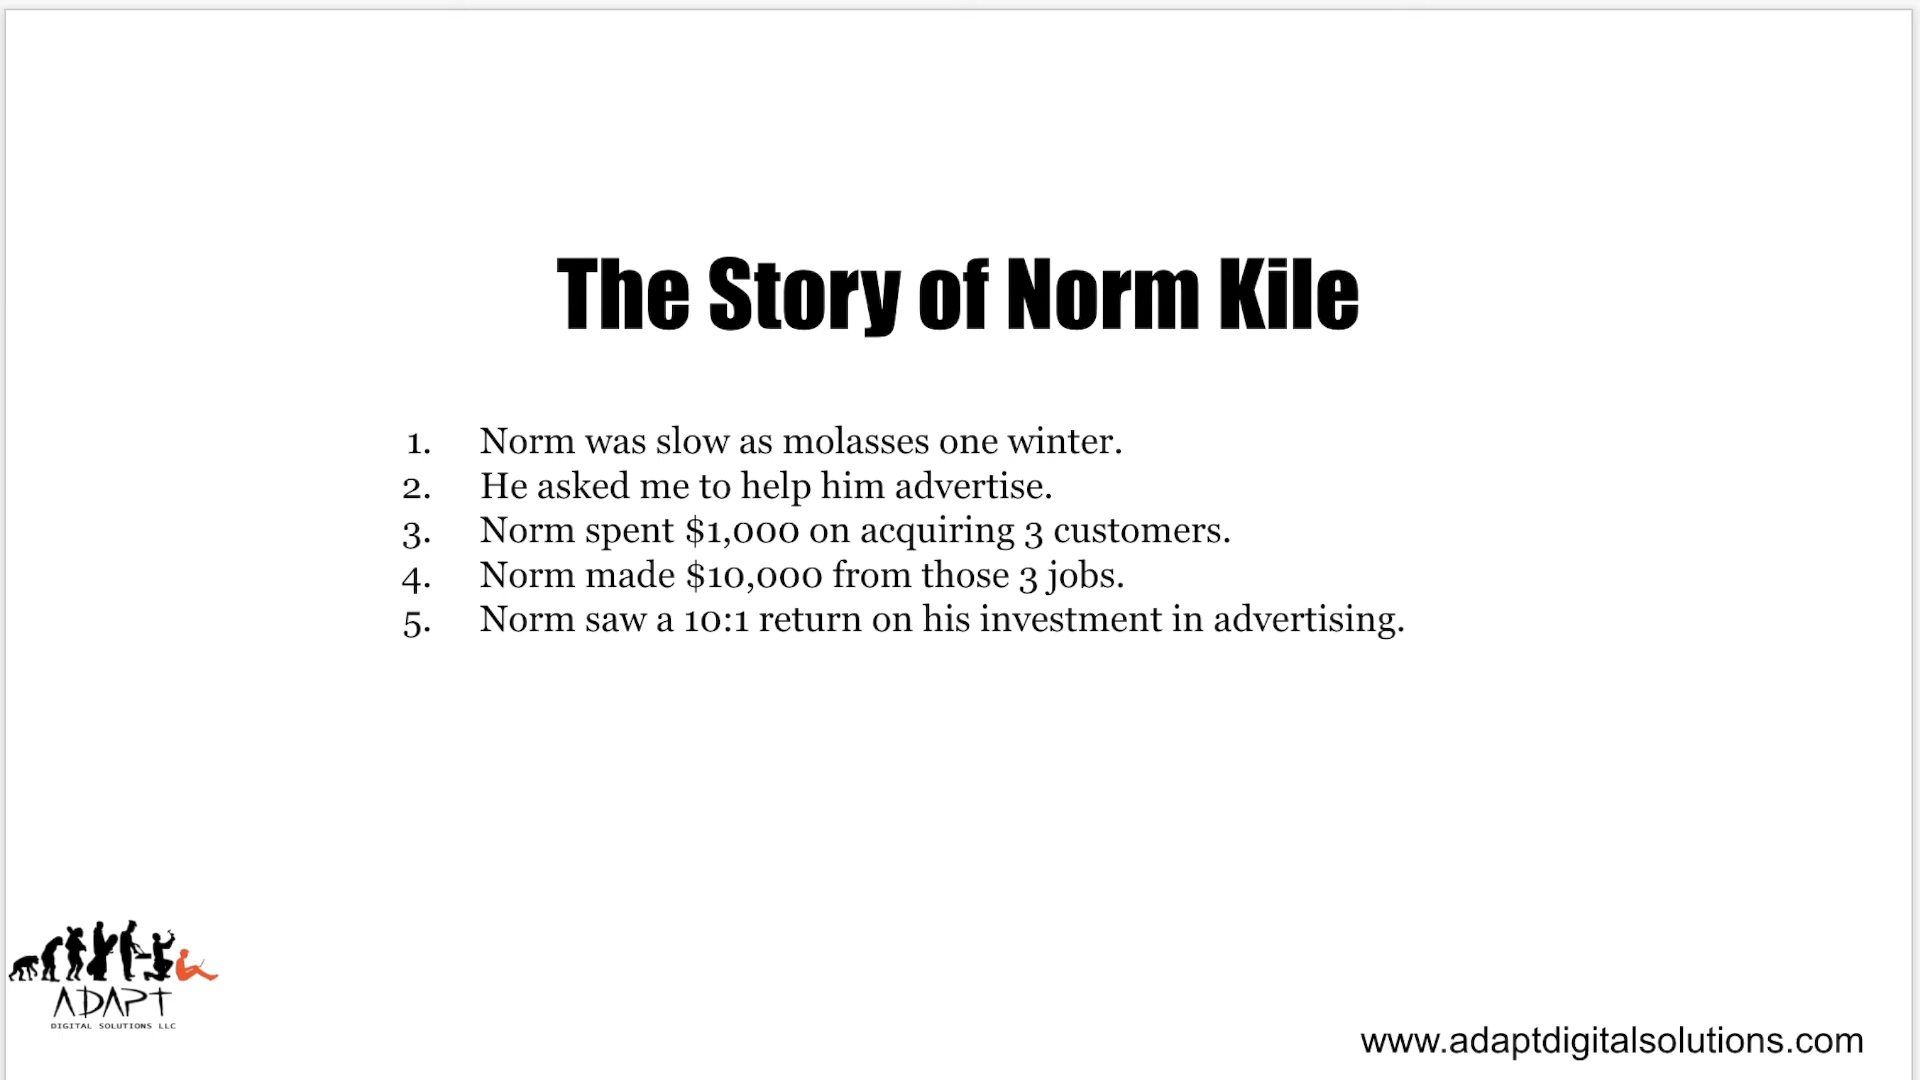 The Story of Norm Kile
1. Norm was slow as molasses one winter.
2. He asked me to help him advertise.
3. Norm spent $1,000 on acquiring 3 customers.
4. Norm made $10,000 from those 3 jobs.
5. Norm saw a 10:1 return on his investment in advertising.
ADAPT
DIGITAL SOLUTIONS LLC
www.adaptdigitalsolutions.com